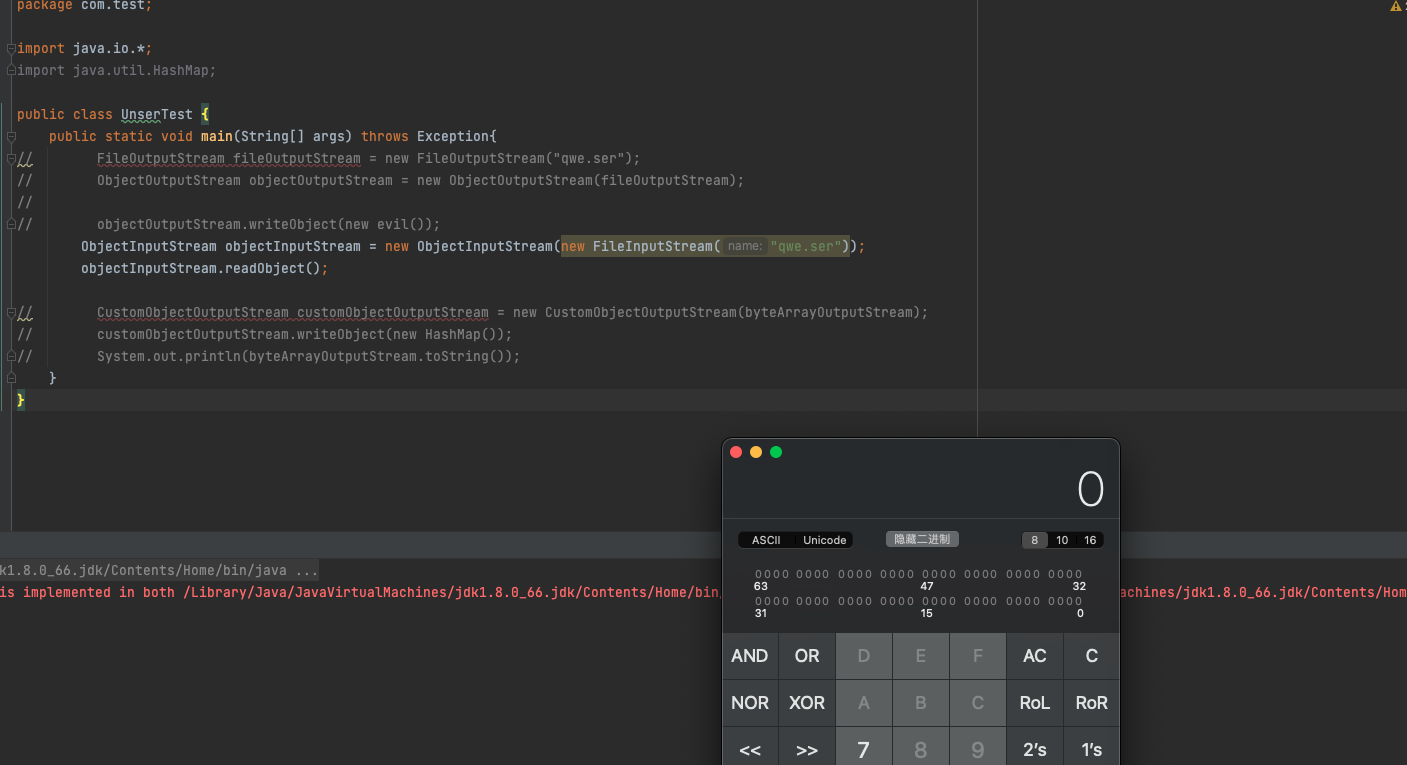 package com.test;
import java.io.*;
import java.util.HashMap;
public class UnserTest {
public static void main(String[] args) throws Exception{
// FileOutputStream fileOutputStream = new FileOutputStream("qwe.ser");
// ObjectOutputStream objectOutputStream = new ObjectOutputStream(fileOutputStream);
//
// objectOutputStream.writeObject(new evil());
ObjectInputStream objectInputStream = new ObjectInputStream(new FileInputStream( name: "qwe.ser"));
objectInputStream.readObject();
// CustomObjectOutputStream customObjectOutputStream = new CustomObjectOutputStream(byteArrayOutputStream);
// customObjectOutputStream.writeObject(new HashMap());
// System.out.println(byteArrayOutputStream.toString());
}
}
k1.8.0_66.jdk/Contents/Home/bin/java ...
is implemented in both /Library/Java/JavaVirtualMachines/jdk1.8.0_66.jdk/Contents/Home/bin/ achines/jdk1.8.0_66.jdk/Contents/Hom
0
ASCII Unicode 隐藏二进制 8 10 16
0000 0000 0000 0000 0000 0000 0000 0000
63 47 32
0000 0000 0000 0000 0000 0000 0000 0000
31 15 0
AND OR D E F AC C
NOR XOR A B C RoL RoR
<< >> 7 8 9 2's 1's